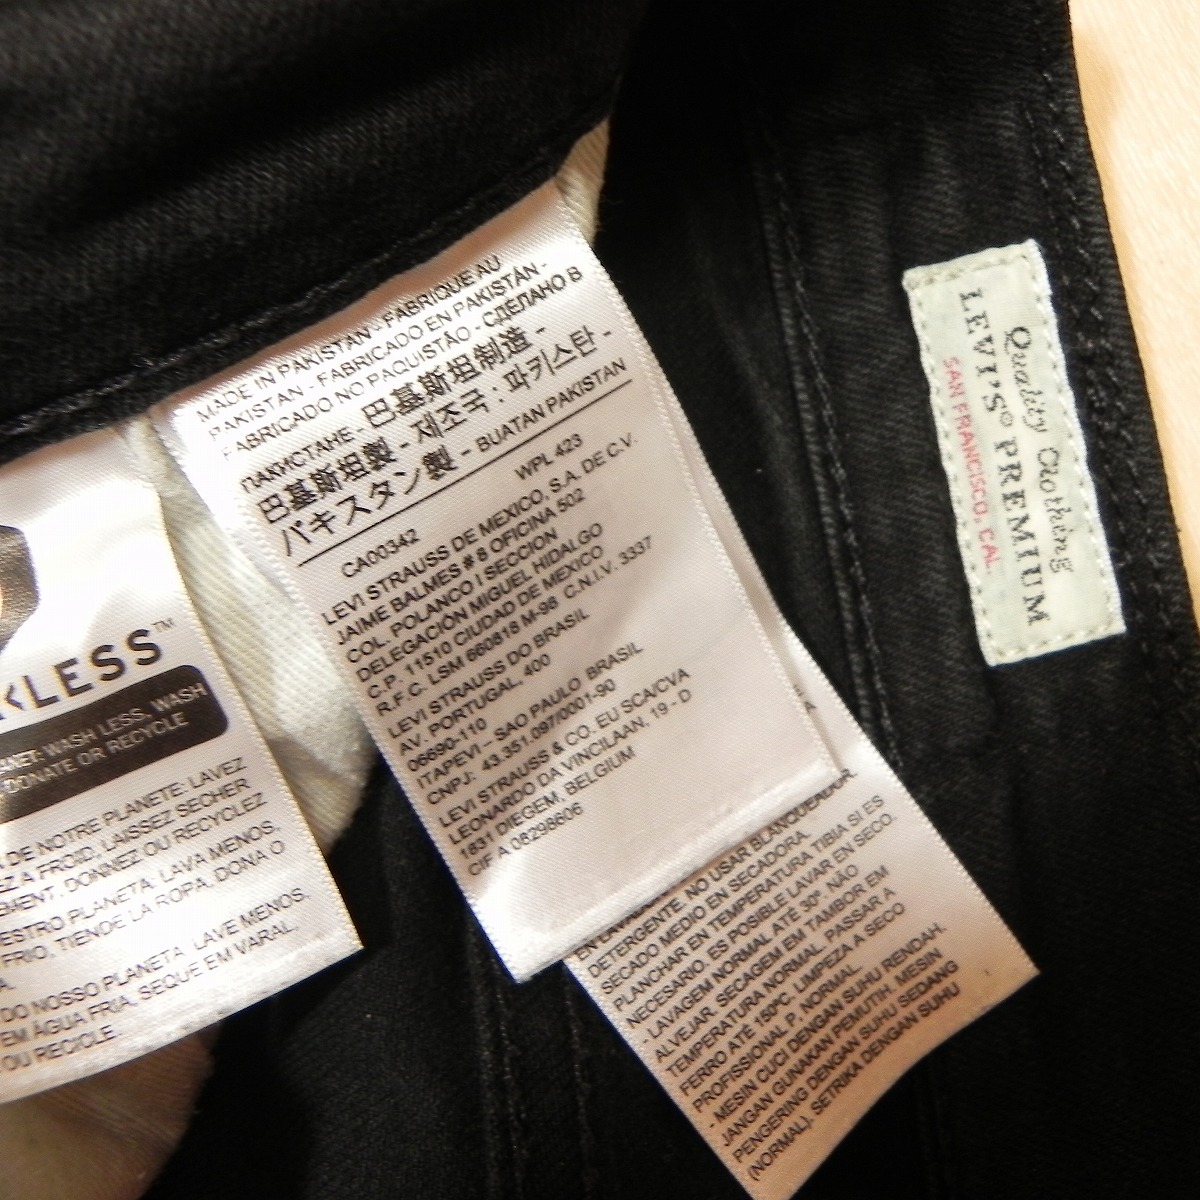 MADE IN PAKISTAN - FABRIQUE AU
PAKISTAN - FABRICADO EN PAKISTÁN -
FABRICADO NO PAQUISTÃO - СДЕЛАНО В
ПАКИСТАНЕ - 巴基斯坦制造 -
巴基斯坦製 - 제조국 : 파키스탄 -
パキスタン製 - BUATAN PAKISTAN
WPL 423
CA00342
LEVI STRAUSS DE MEXICO, S.A. DE C.V.
JAIME BALMES # 8 OFICINA 502
COL. POLANCO I SECCION
DELEGACIÓN MIGUEL HIDALGO
C.P. 11510 CIUDAD DE MEXICO
R.F.C. LSM 660818 M-98 C.N.I.V. 3337
LEVI STRAUSS DO BRASIL
AV. PORTUGAL, 400
06690-110
ITAPEVI – SAO PAULO BRASIL
CNPJ: 43.351.097/0001-90
LEVI STRAUSS & CO. EU SCA/CVA
LEONARDO DA VINCILAAN, 19 - D
1831 DIEGEM, BELGIUM
CIF A 08298606
KLESS™
ANET: WASH LESS, WASH
DONATE OR RECYCLE
DE NOTRE PLANETE: LAVEZ
EZ A FROID, LAISSEZ SECHER
EMENT. DONNEZ OU RECYCLEZ
ESTRO PLANETA. LAVA MENOS,
FRIO, TIENDE LA ROPA, DONA O
A.
DO NOSSO PLANETA. LAVE MENOS,
EM ÁGUA FRIA, SEQUE EM VARAL,
OU RECICLE.
DETERGENTE. NO USAR BLANQUEADOR.
SECADO MEDIO EN SECADORA.
PLANCHAR EN TEMPERATURA TIBIA SI ES
NECESARIO. ES POSIBLE LAVAR EN SECO.
- LAVAGEM NORMAL ATÉ 30° NÃO
ALVEJAR. SECAGEM EM TAMBOR EM
TEMPERATURA NORMAL. PASSAR A
FERRO ATÉ 150ºC. LIMPEZA A SECO
PROFISSIONAL P. NORMAL.
- MESIN CUCI DENGAN SUHU RENDAH.
JANGAN GUNAKAN PEMUTIH. MESIN
PENGERING DENGAN SUHU SEDANG
(NORMAL). SETRIKA DENGAN SUHU
Quality Clothing
LEVI'S® PREMIUM
SAN FRANCISCO, CAL.